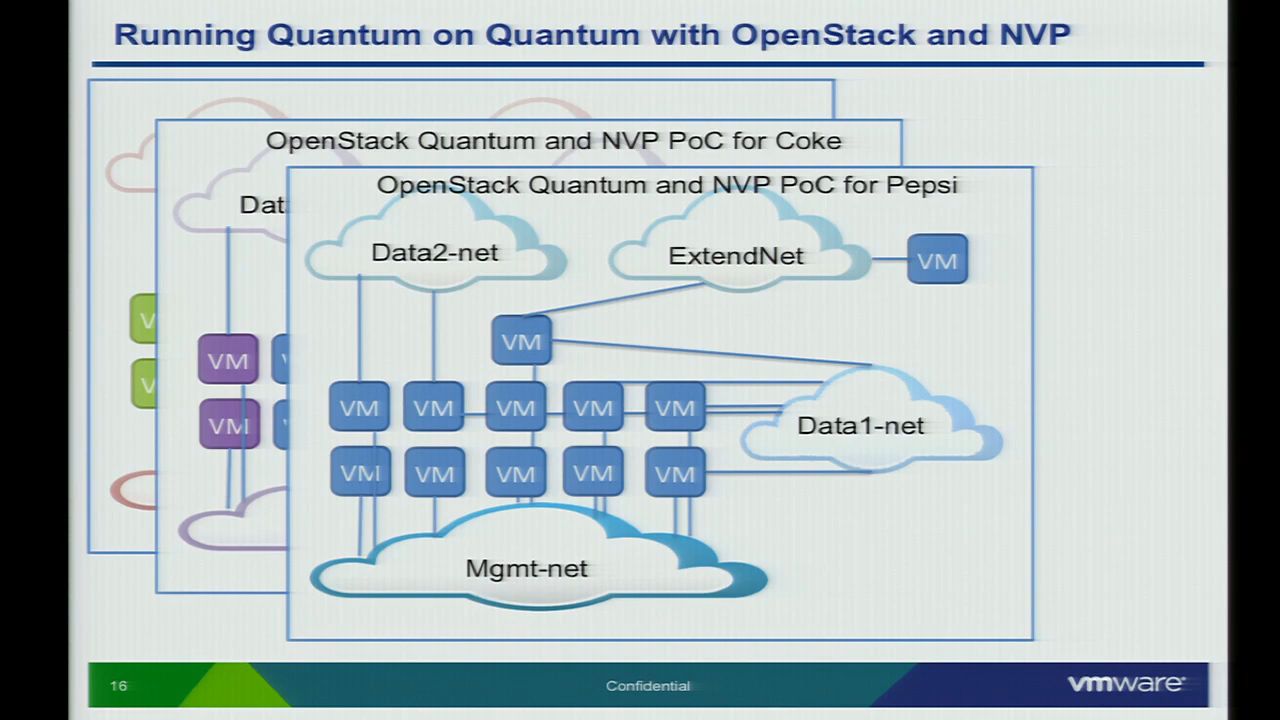 Running Quantum on Quantum with OpenStack and NVP
OpenStack Quantum and NVP PoC for Coke
OpenStack Quantum and NVP PoC for Pepsi
Dat
Data2-net
ExtendNet
VM
V
VM
V
VM
VM
VM VM VM VM VM
V
VM
Data1-net
VM VM VM VM VM
Mgmt-net
16
Confidential
vmware